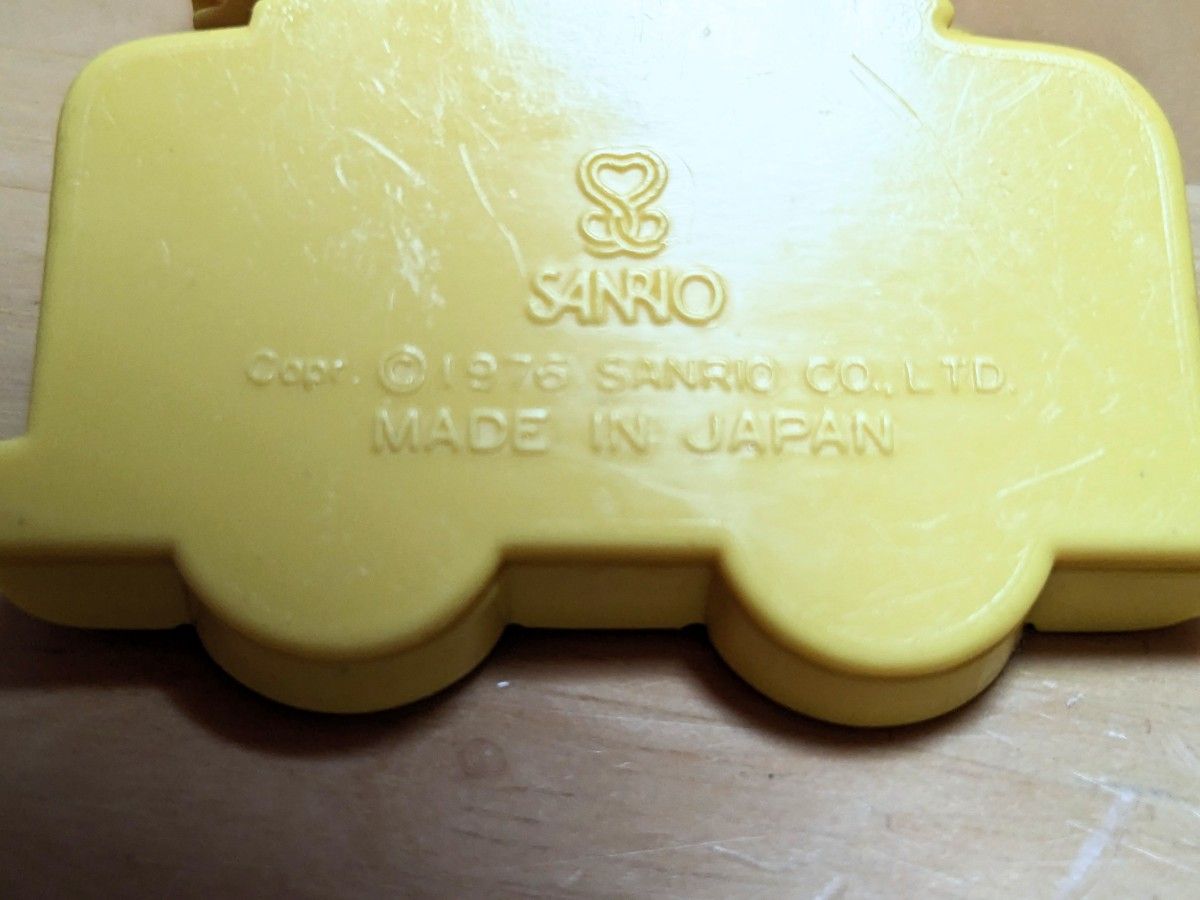 SANRIO
Copr. ©1976 SANRIO CO., LTD.
MADE IN JAPAN